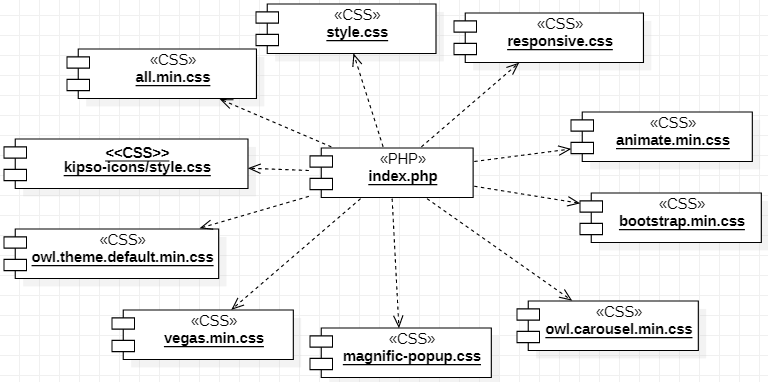 «CSS»
style.css
«CSS»
responsive.css
«CSS»
all.min.css
«CSS»
animate.min.css
<<CSS>>
kipso-icons/style.css
«PHP»
index.php
«CSS»
bootstrap.min.css
«CSS»
owl.theme.default.min.css
«CSS»
vegas.min.css
«CSS»
magnific-popup.css
«CSS»
owl.carousel.min.css